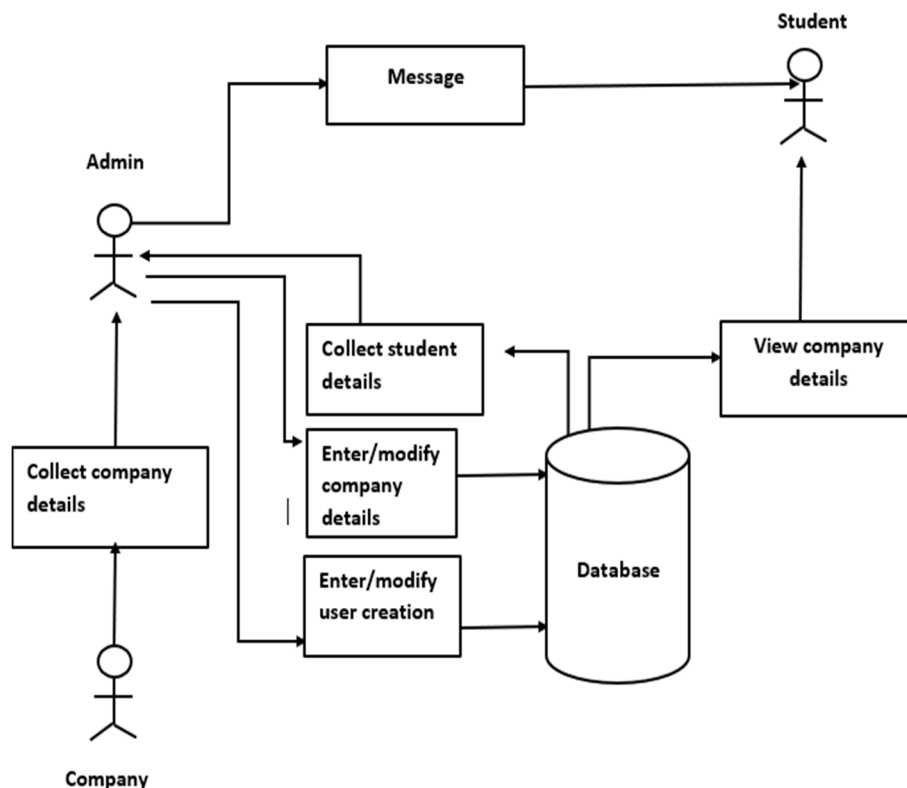 Student
Message
Admin
Collect student
details
View company
details
Enter/modify
company
details
Collect company
details
Database
Enter/modify
user creation
Company